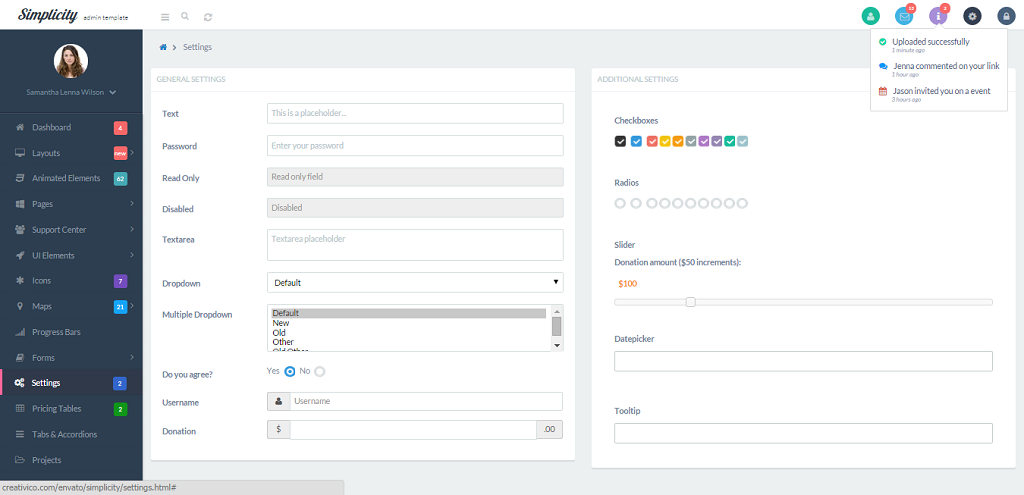 Simplicity admin template
33
2
Uploaded successfully
1 minute ago
Jenna commented on your link
1 hour ago
Jason invited you on a event
3 hours ago
Samantha Lenna Wilson
Dashboard 4
Layouts new
Animated Elements 62
Pages
Support Center
UI Elements
Icons 7
Maps 21
Progress Bars
Forms
Settings 2
Pricing Tables 2
Tabs & Accordions
Projects
creativico.com/envato/simplicity/settings.html#
Settings
GENERAL SETTINGS
Text This is a placeholder...
Password Enter your password
Read Only Read only field
Disabled Disabled
Textarea Textarea placeholder
Dropdown Default
Multiple Dropdown Default
New
Old
Other
Old Other
Do you agree? Yes No
Username Username
Donation $ .00
ADDITIONAL SETTINGS
Checkboxes
Radios
Slider
Donation amount ($50 increments):
$100
Datepicker
Tooltip